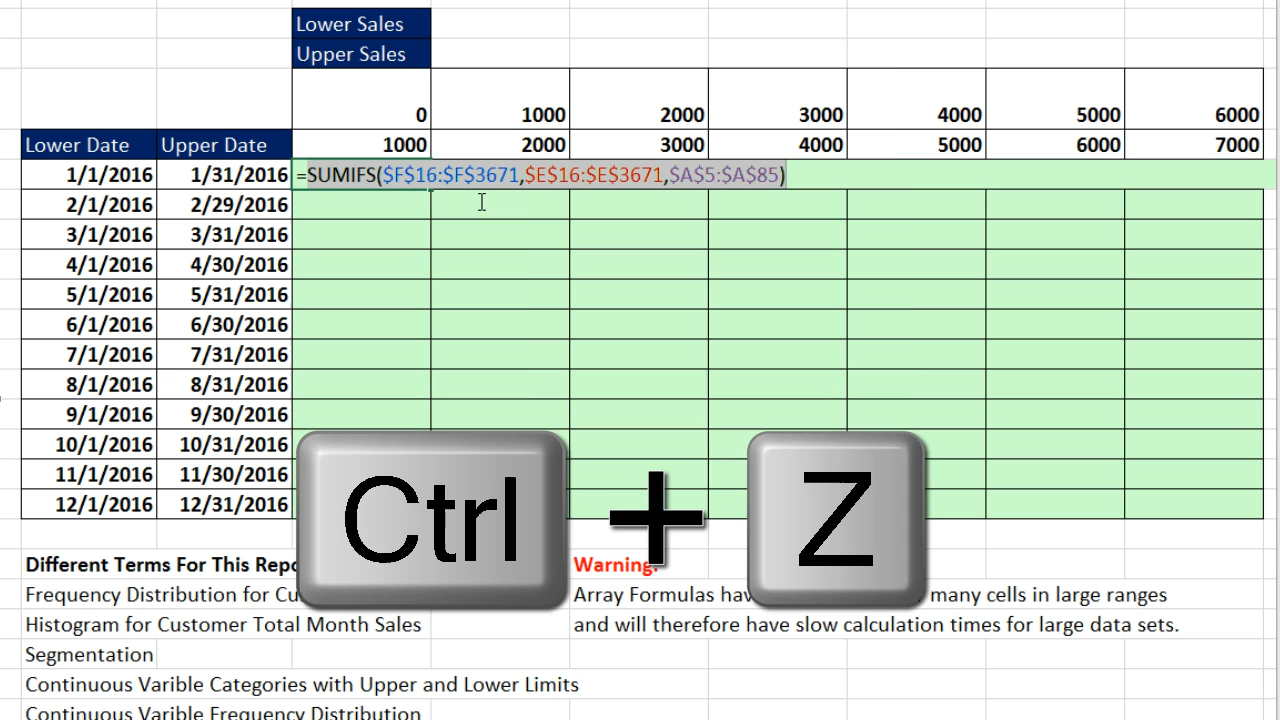 Lower Sales
Upper Sales
0 1000 2000 3000 4000 5000 6000
Lower Date Upper Date 1000 2000 3000 4000 5000 6000 7000
1/1/2016 1/31/2016 =SUMIFS($F$16:$F$3671,$E$16:$E$3671,$A$5:$A$85)
2/1/2016 2/29/2016
3/1/2016 3/31/2016
4/1/2016 4/30/2016
5/1/2016 5/31/2016
6/1/2016 6/30/2016
7/1/2016 7/31/2016
8/1/2016 8/31/2016
9/1/2016 9/30/2016
10/1/2016 10/31/2016
11/1/2016 11/30/2016
12/1/2016 12/31/2016
Ctrl + Z
Different Terms For This Warning:
Frequency Distribution for Array Formulas many cells in large ranges
Histogram for Customer Total Month Sales and will therefore have slow calculation times for large data sets.
Segmentation
Continuous Varible Categories with Upper and Lower Limits
Continuous Varible Frequency Distribution